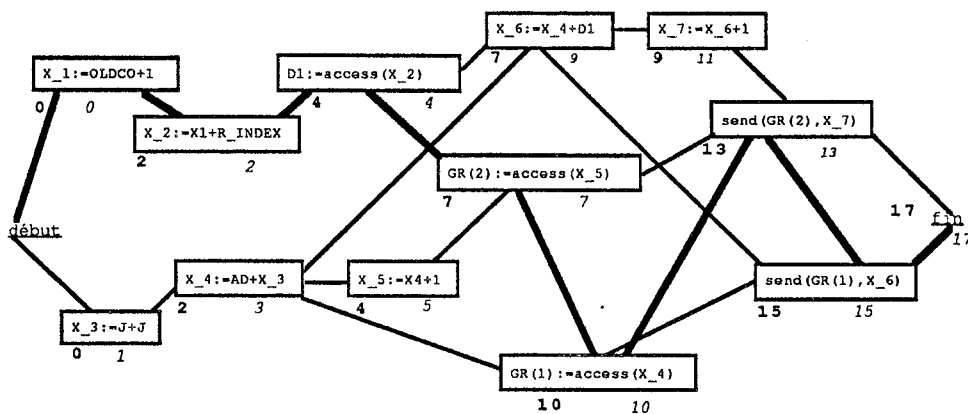 X_6:=X_4+D1
X_7:=X_6+1
7
9
9
11
X_1:=OLDCO+1
D1:=access(X_2)
0
0
4
4
X_2:=X1+R_INDEX
send(GR(2),X_7)
2
2
13
13
GR(2):=access(X_5)
7
7
17
début
fin
17
X_4:=AD+X_3
X_5:=X4+1
send(GR(1),X_6)
2
3
4
5
15
15
X_3:=J+J
0
1
GR(1):=access(X_4)
10
10